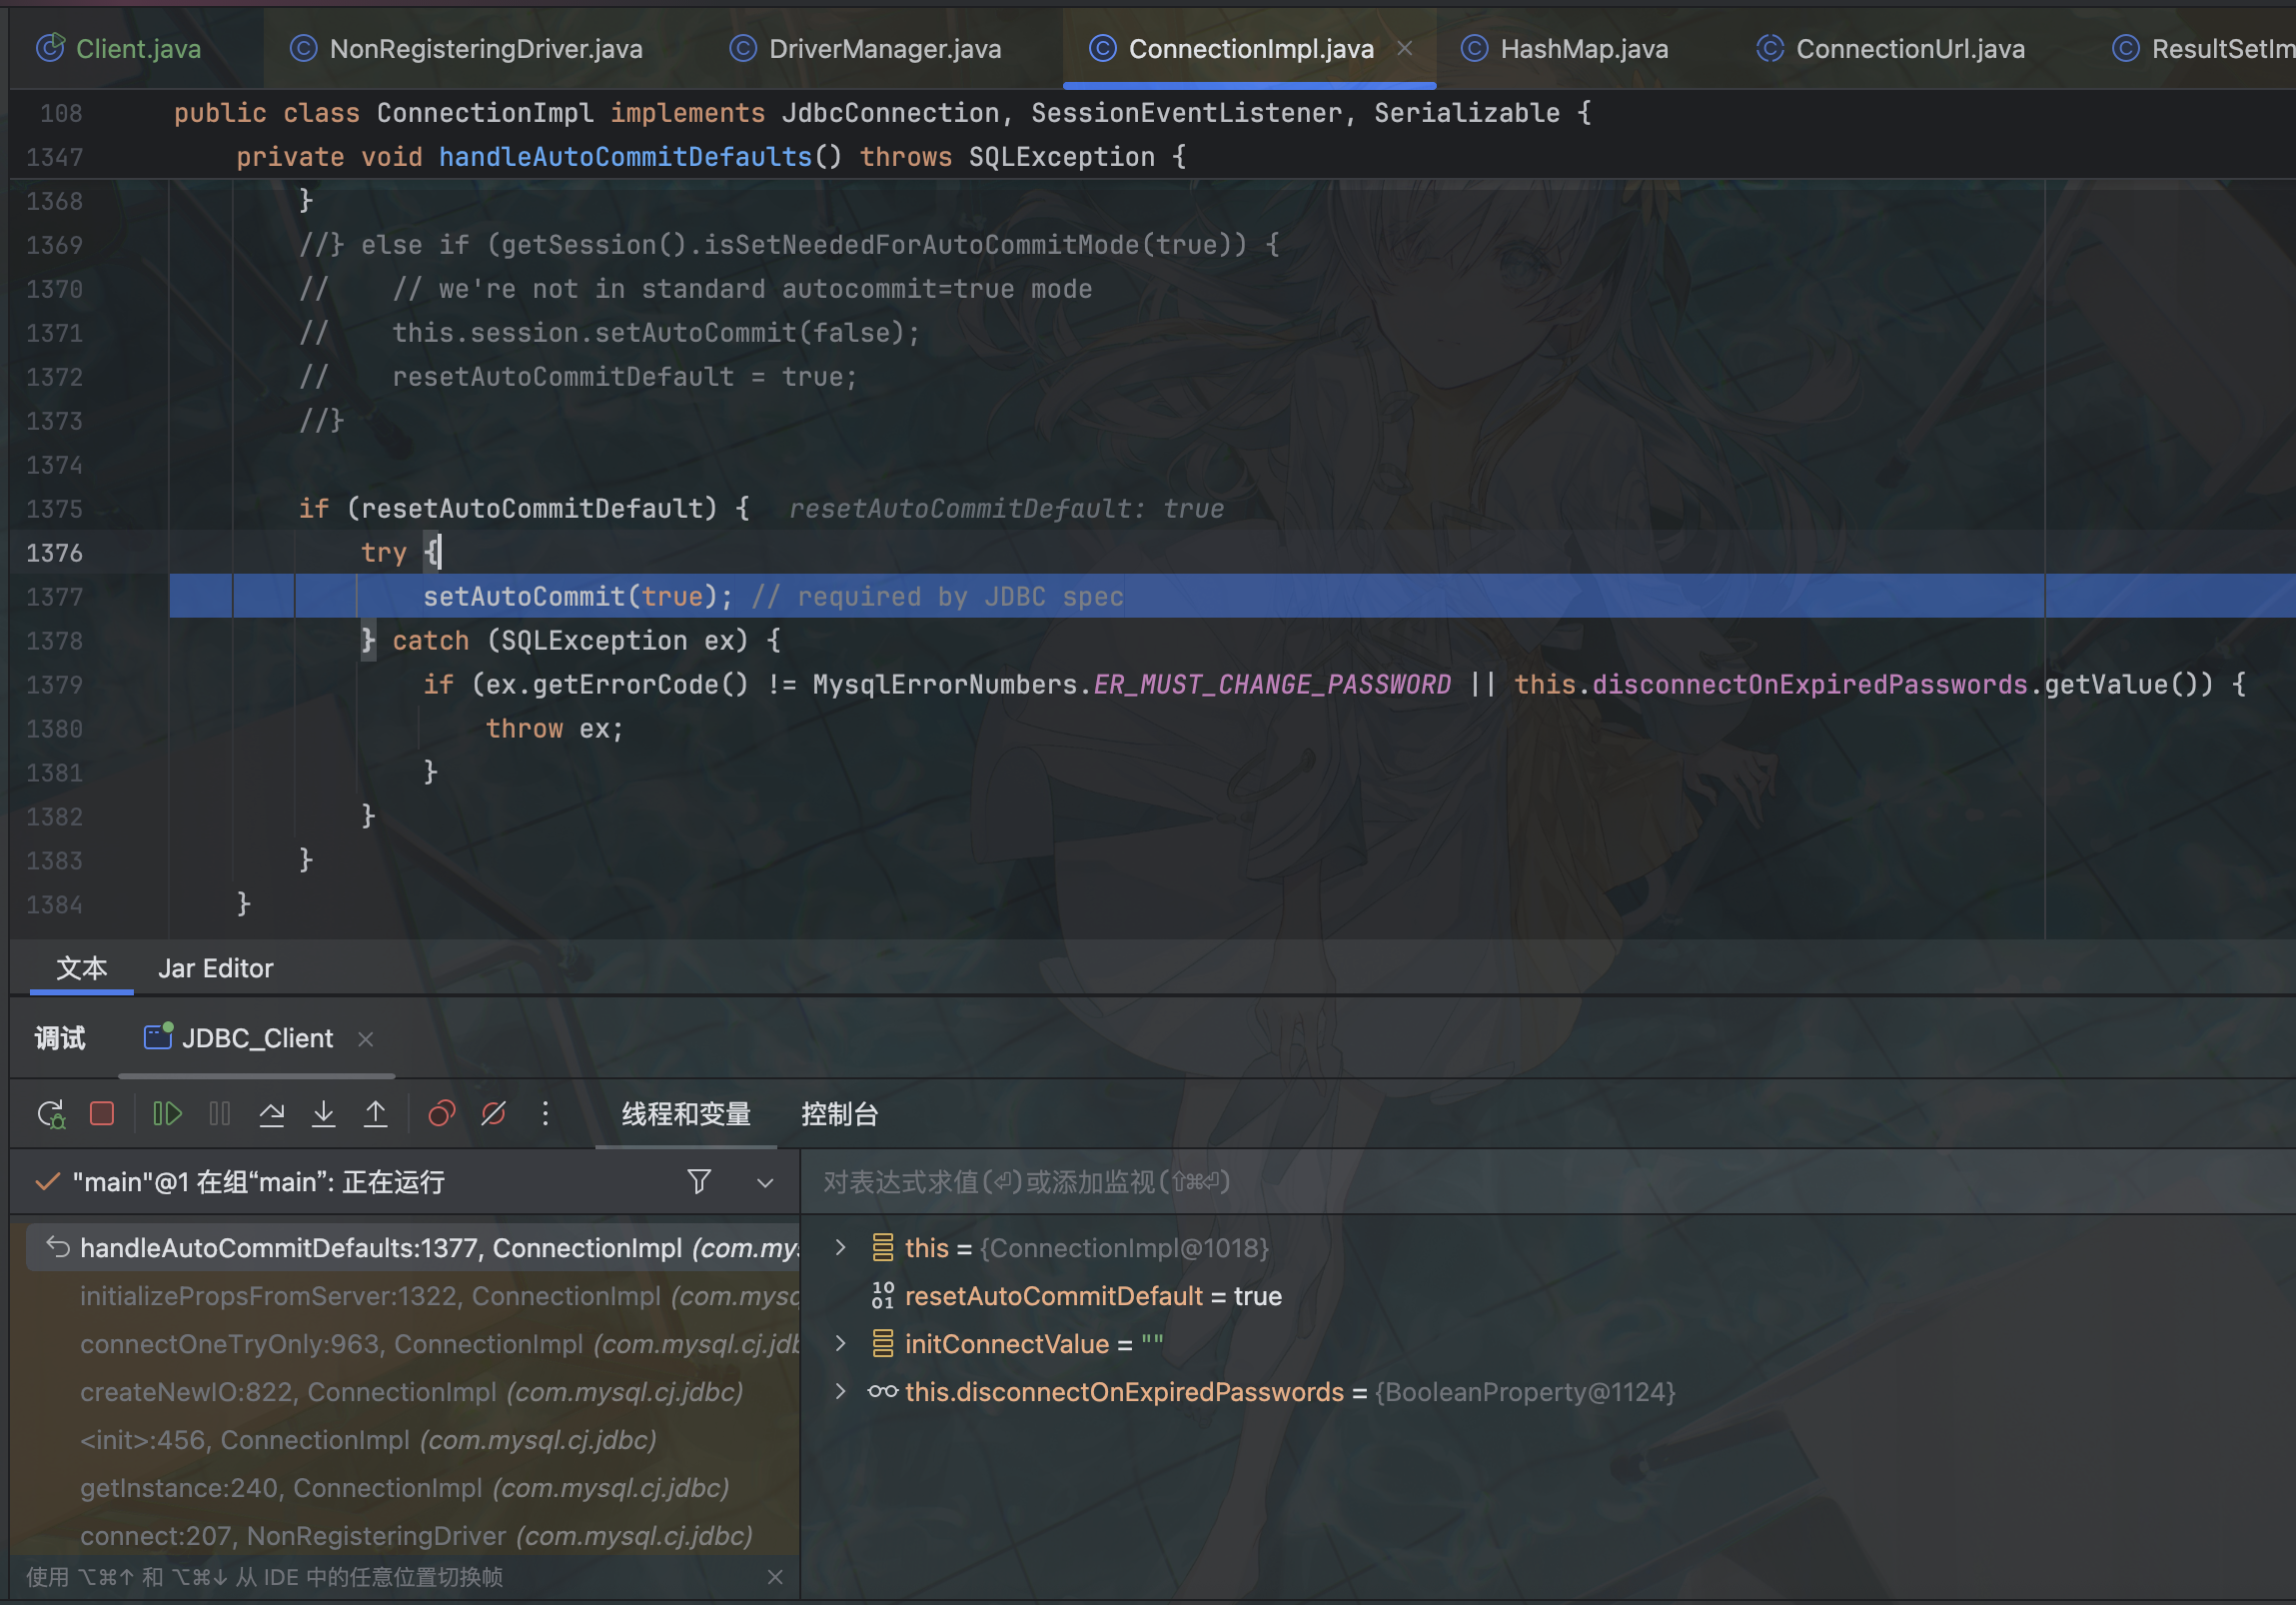 Client.java NonRegisteringDriver.java DriverManager.java ConnectionImpl.java HashMap.java ConnectionUrl.java ResultSetIm
108 public class ConnectionImpl implements JdbcConnection, SessionEventListener, Serializable {
1347 private void handleAutoCommitDefaults() throws SQLException {
1368 }
1369 //} else if (getSession().isSetNeededForAutoCommitMode(true)) {
1370 // // we're not in standard autocommit=true mode
1371 // this.session.setAutoCommit(false);
1372 // resetAutoCommitDefault = true;
1373 //}
1374
1375 if (resetAutoCommitDefault) { resetAutoCommitDefault: true
1376 try {
1377 setAutoCommit(true); // required by JDBC spec
1378 } catch (SQLException ex) {
1379 if (ex.getErrorCode() != MysqlErrorNumbers.ER_MUST_CHANGE_PASSWORD || this.disconnectOnExpiredPasswords.getValue()) {
1380 throw ex;
1381 }
1382 }
1383 }
1384 }
文本 Jar Editor
调试 JDBC_Client
线程和变量 控制台
"main"@1 在组“main”: 正在运行
对表达式求值(⏎)或添加监视(⇧⌘⏎)
handleAutoCommitDefaults:1377, ConnectionImpl (com.mys
initializePropsFromServer:1322, ConnectionImpl (com.mysq
connectOneTryOnly:963, ConnectionImpl (com.mysql.cj.jdb
createNewIO:822, ConnectionImpl (com.mysql.cj.jdbc)
<init>:456, ConnectionImpl (com.mysql.cj.jdbc)
getInstance:240, ConnectionImpl (com.mysql.cj.jdbc)
connect:207, NonRegisteringDriver (com.mysql.cj.jdbc)
使用 ⌥⌘↑ 和 ⌥⌘↓ 从 IDE 中的任意位置切换帧
this = {ConnectionImpl@1018}
resetAutoCommitDefault = true
initConnectValue = ""
this.disconnectOnExpiredPasswords = {BooleanProperty@1124}